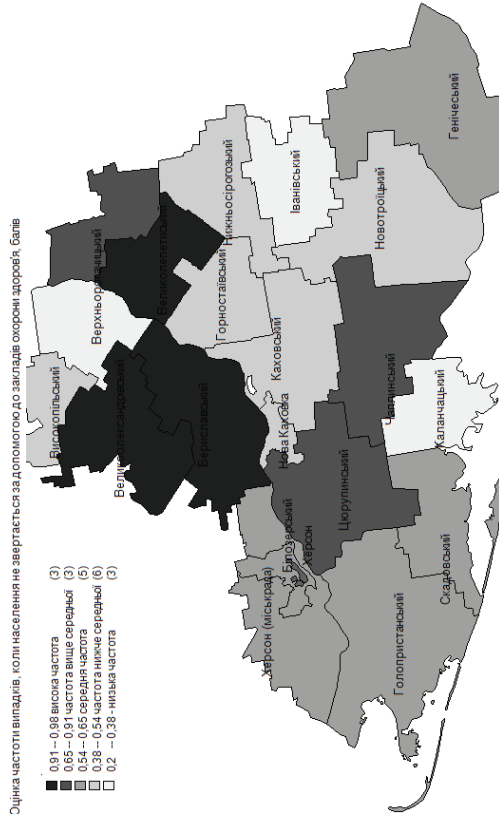 Оцінка частоти випадків, коли населення не звертається за допомогою до закладів охорони здоров'я, балів
0,91 -- 0,98 висока частота (3)
0,65 -- 0,91 частота вище середньої (3)
0,54 -- 0,65 середня частота (5)
0,38 -- 0,54 частота нижче середньої (6)
0,2 -- 0,38 - низька частота (3)
Високопільський
Верхньорогачицький
Великоолександровський
Великолепетиський
Бериславський
Горностаївський
Нижньосірогозький
Іванівський
Каховський
Нова Каховка
Білозерський
Херсон
Херсон (міськрада)
Цюрупинський
Чаплинський
Новотроїцький
Генічеський
Каланчацький
Скадовський
Голопристанський